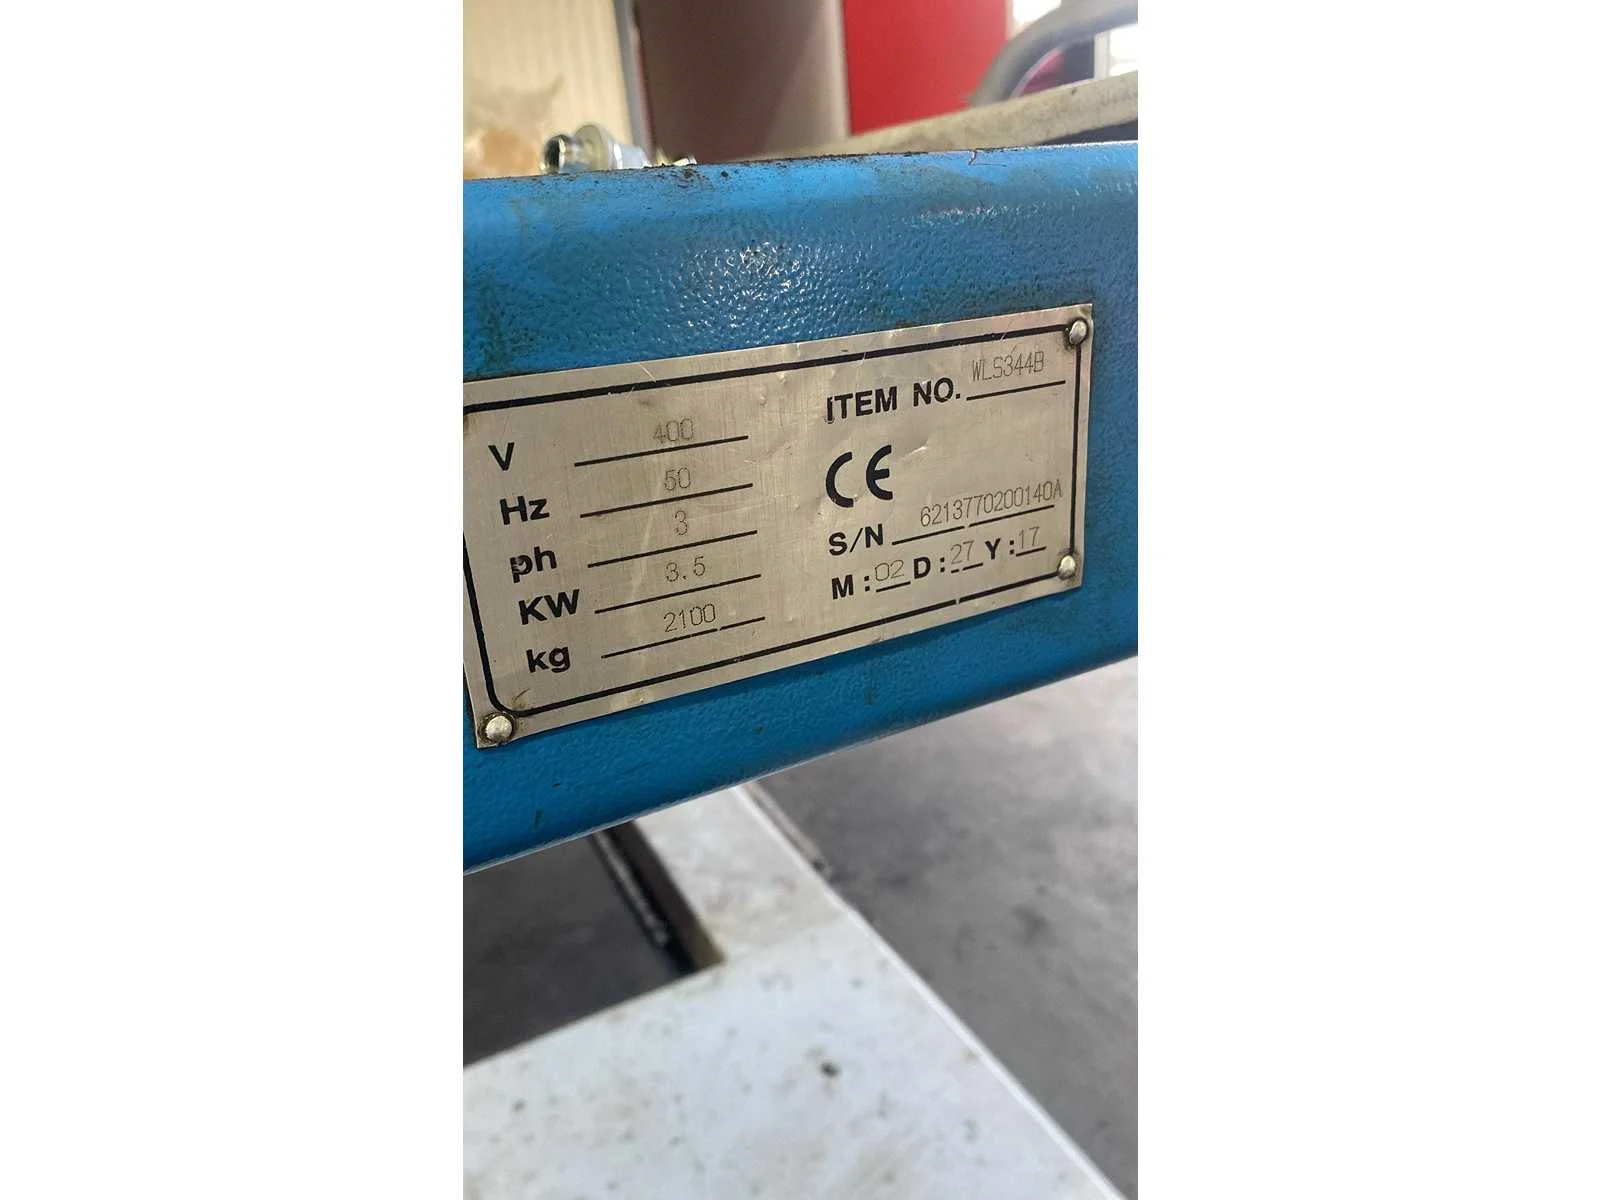 V 400
Hz 50
ph 3
KW 3.5
kg 2100
ITEM NO. WLS344B
CE
S/N 6213770200140A
M:02 D:27 Y:17